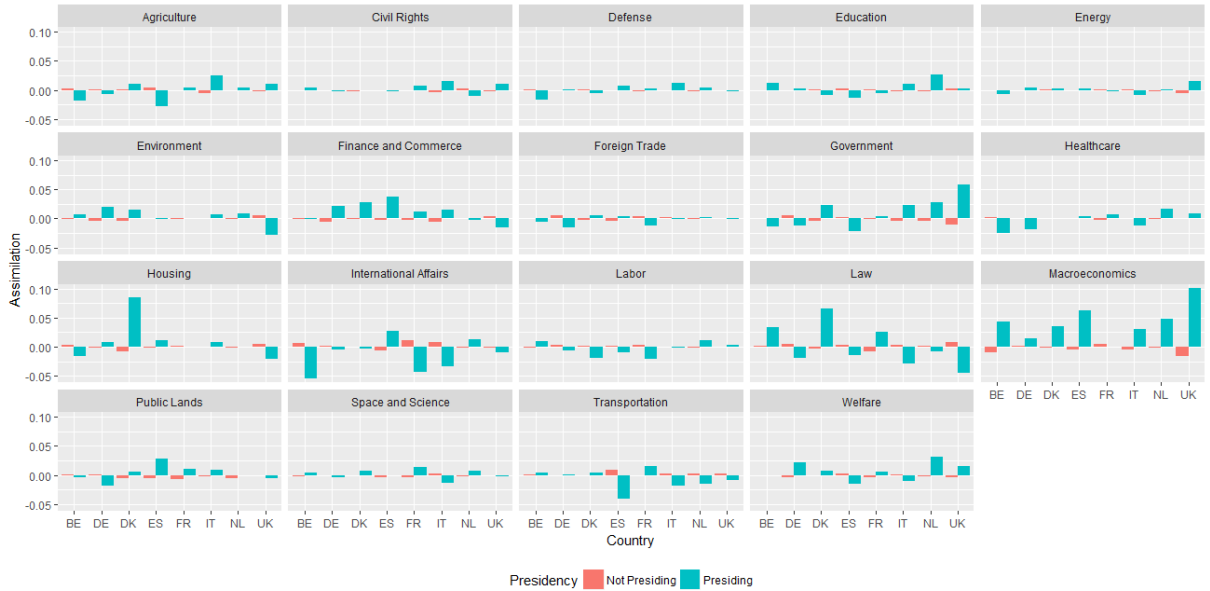 Agriculture Civil Rights Defense Education Energy
0.10
0.05
0.00
-0.05
Environment Finance and Commerce Foreign Trade Government Healthcare
0.10
0.05
0.00
-0.05
Assimilation
Housing International Affairs Labor Law Macroeconomics
0.10
0.05
0.00
-0.05
BE DE DK ES FR IT NL UK
Public Lands Space and Science Transportation Welfare
0.10
0.05
0.00
-0.05
BE DE DK ES FR IT NL UK BE DE DK ES FR IT NL UK BE DE DK ES FR IT NL UK BE DE DK ES FR IT NL UK
Country
Presidency Not Presiding Presiding